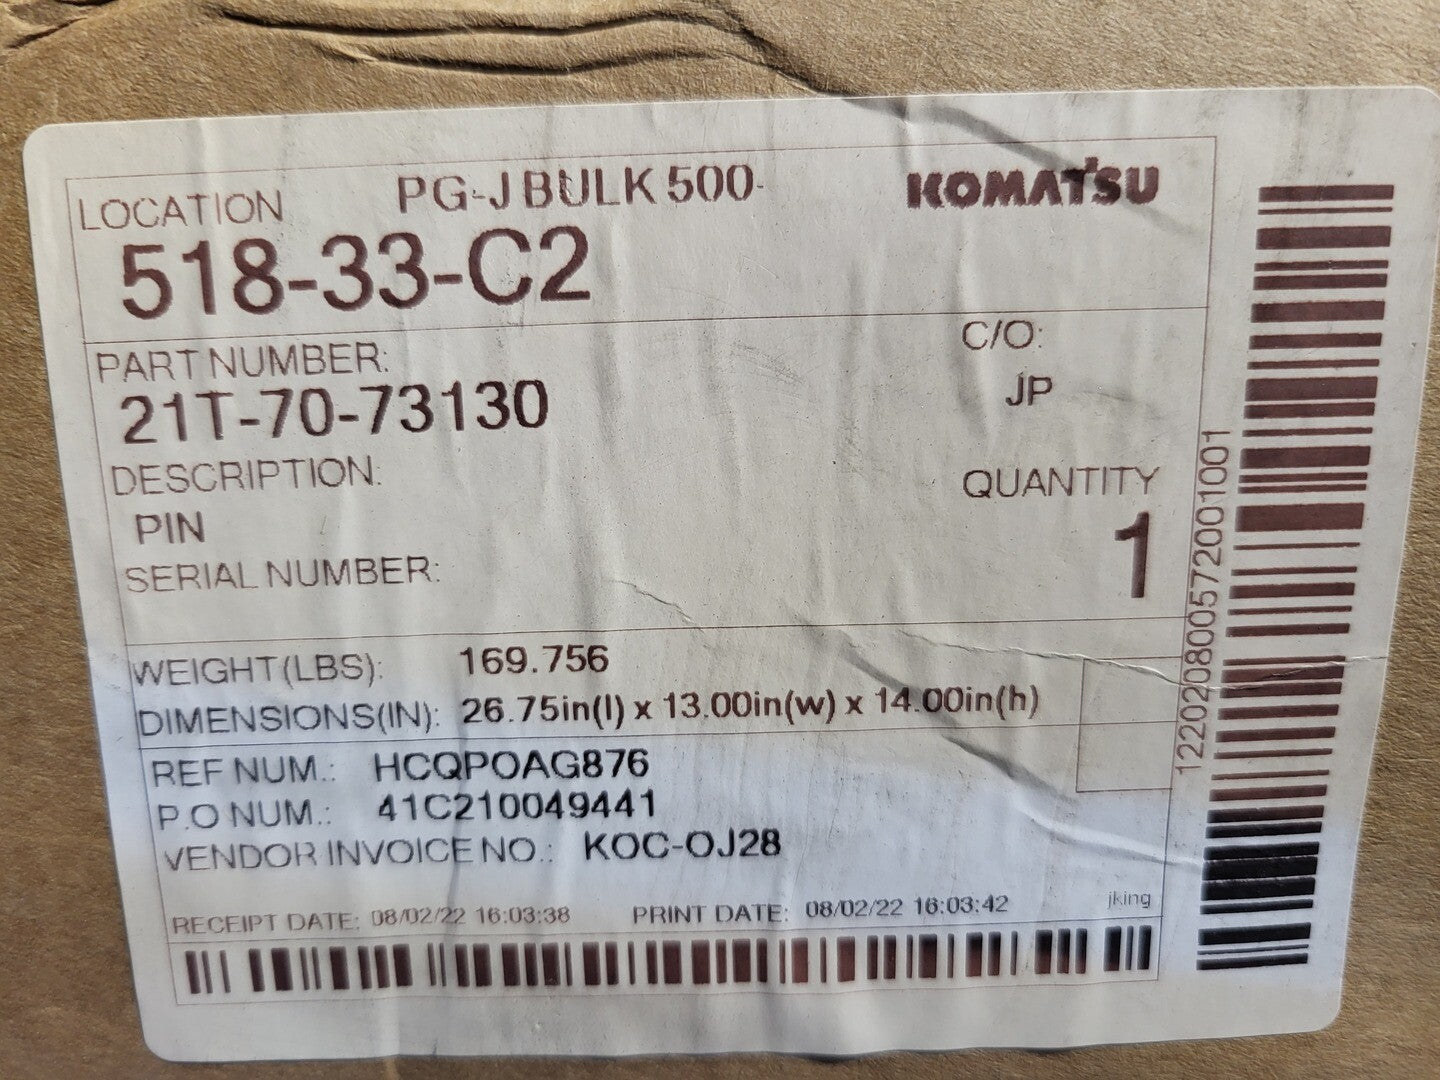 LOCATION PG-J BULK 500 KOMATSU
518-33-C2
PART NUMBER: C/O:
21T-70-73130 JP
DESCRIPTION: QUANTITY
PIN 1
SERIAL NUMBER:
WEIGHT(LBS): 169.756
DIMENSIONS(IN): 26.75in(l) x 13.00in(w) x 14.00in(h)
REF NUM.: HCQPOAG876
P.O NUM.: 41C210049441
VENDOR INVOICE NO.: KOC-OJ28
RECEIPT DATE: 08/02/22 16:03:38 PRINT DATE: 08/02/22 16:03:42 jking
122020800572001001